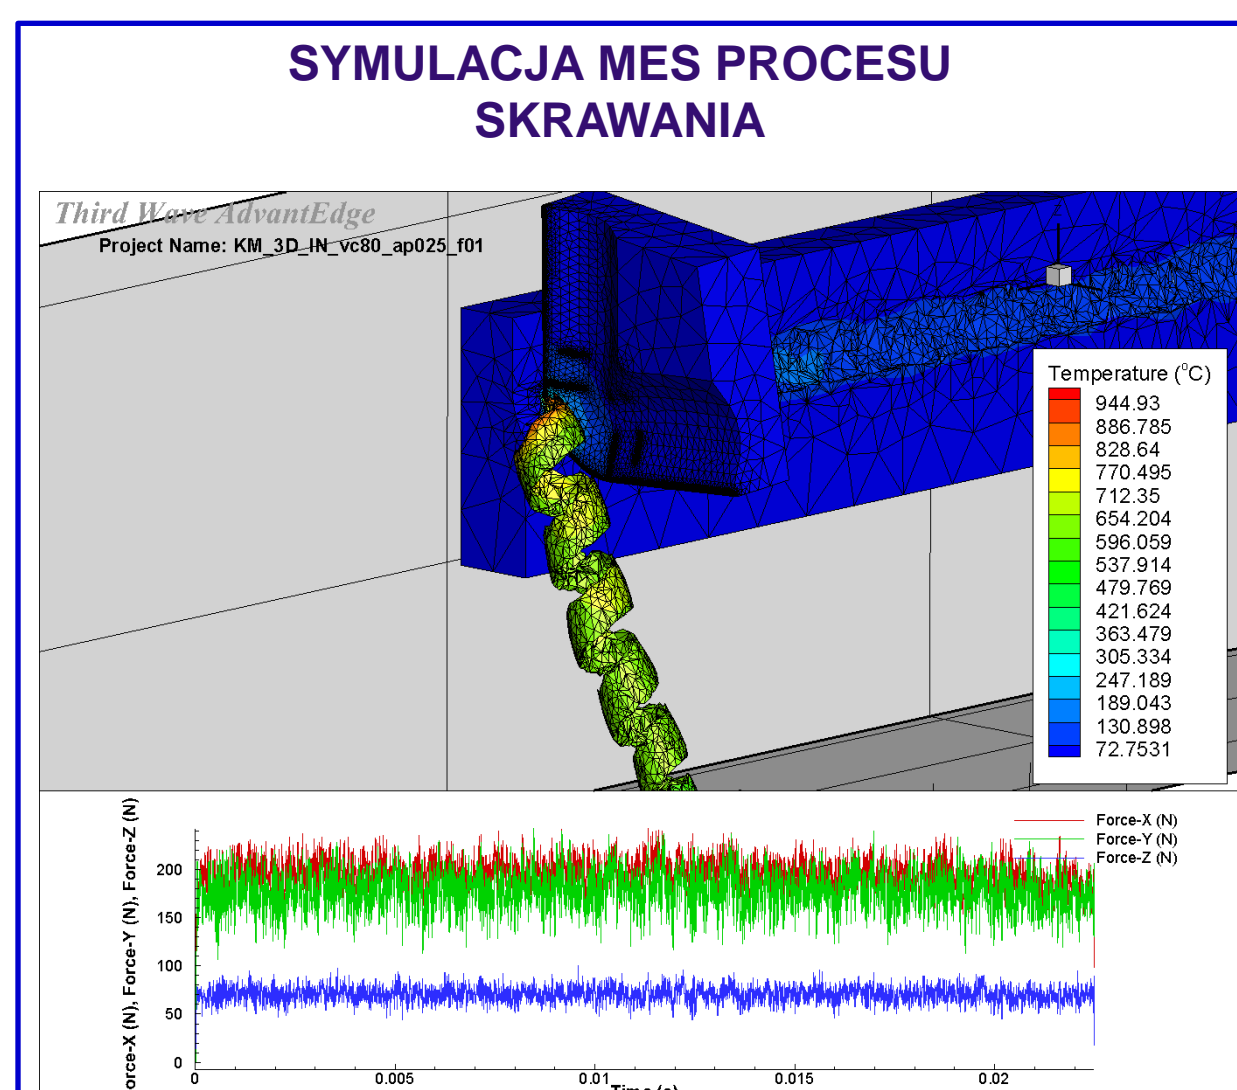 SYMULACJA MES PROCESU
SKRAWANIA
Third Wave AdvantEdge
Project Name: KM_3D_IN_vc80_ap025_f01
Temperature (°C)
944.93
886.785
828.64
770.495
712.35
654.204
596.059
537.914
479.769
421.624
363.479
305.334
247.189
189.043
130.898
72.7531
Force-X (N)
Force-Y (N)
Force-Z (N)
orce-X (N), Force-Y (N), Force-Z (N)
200
150
100
50
0
0 0.005 0.01 0.015 0.02
Time (s)